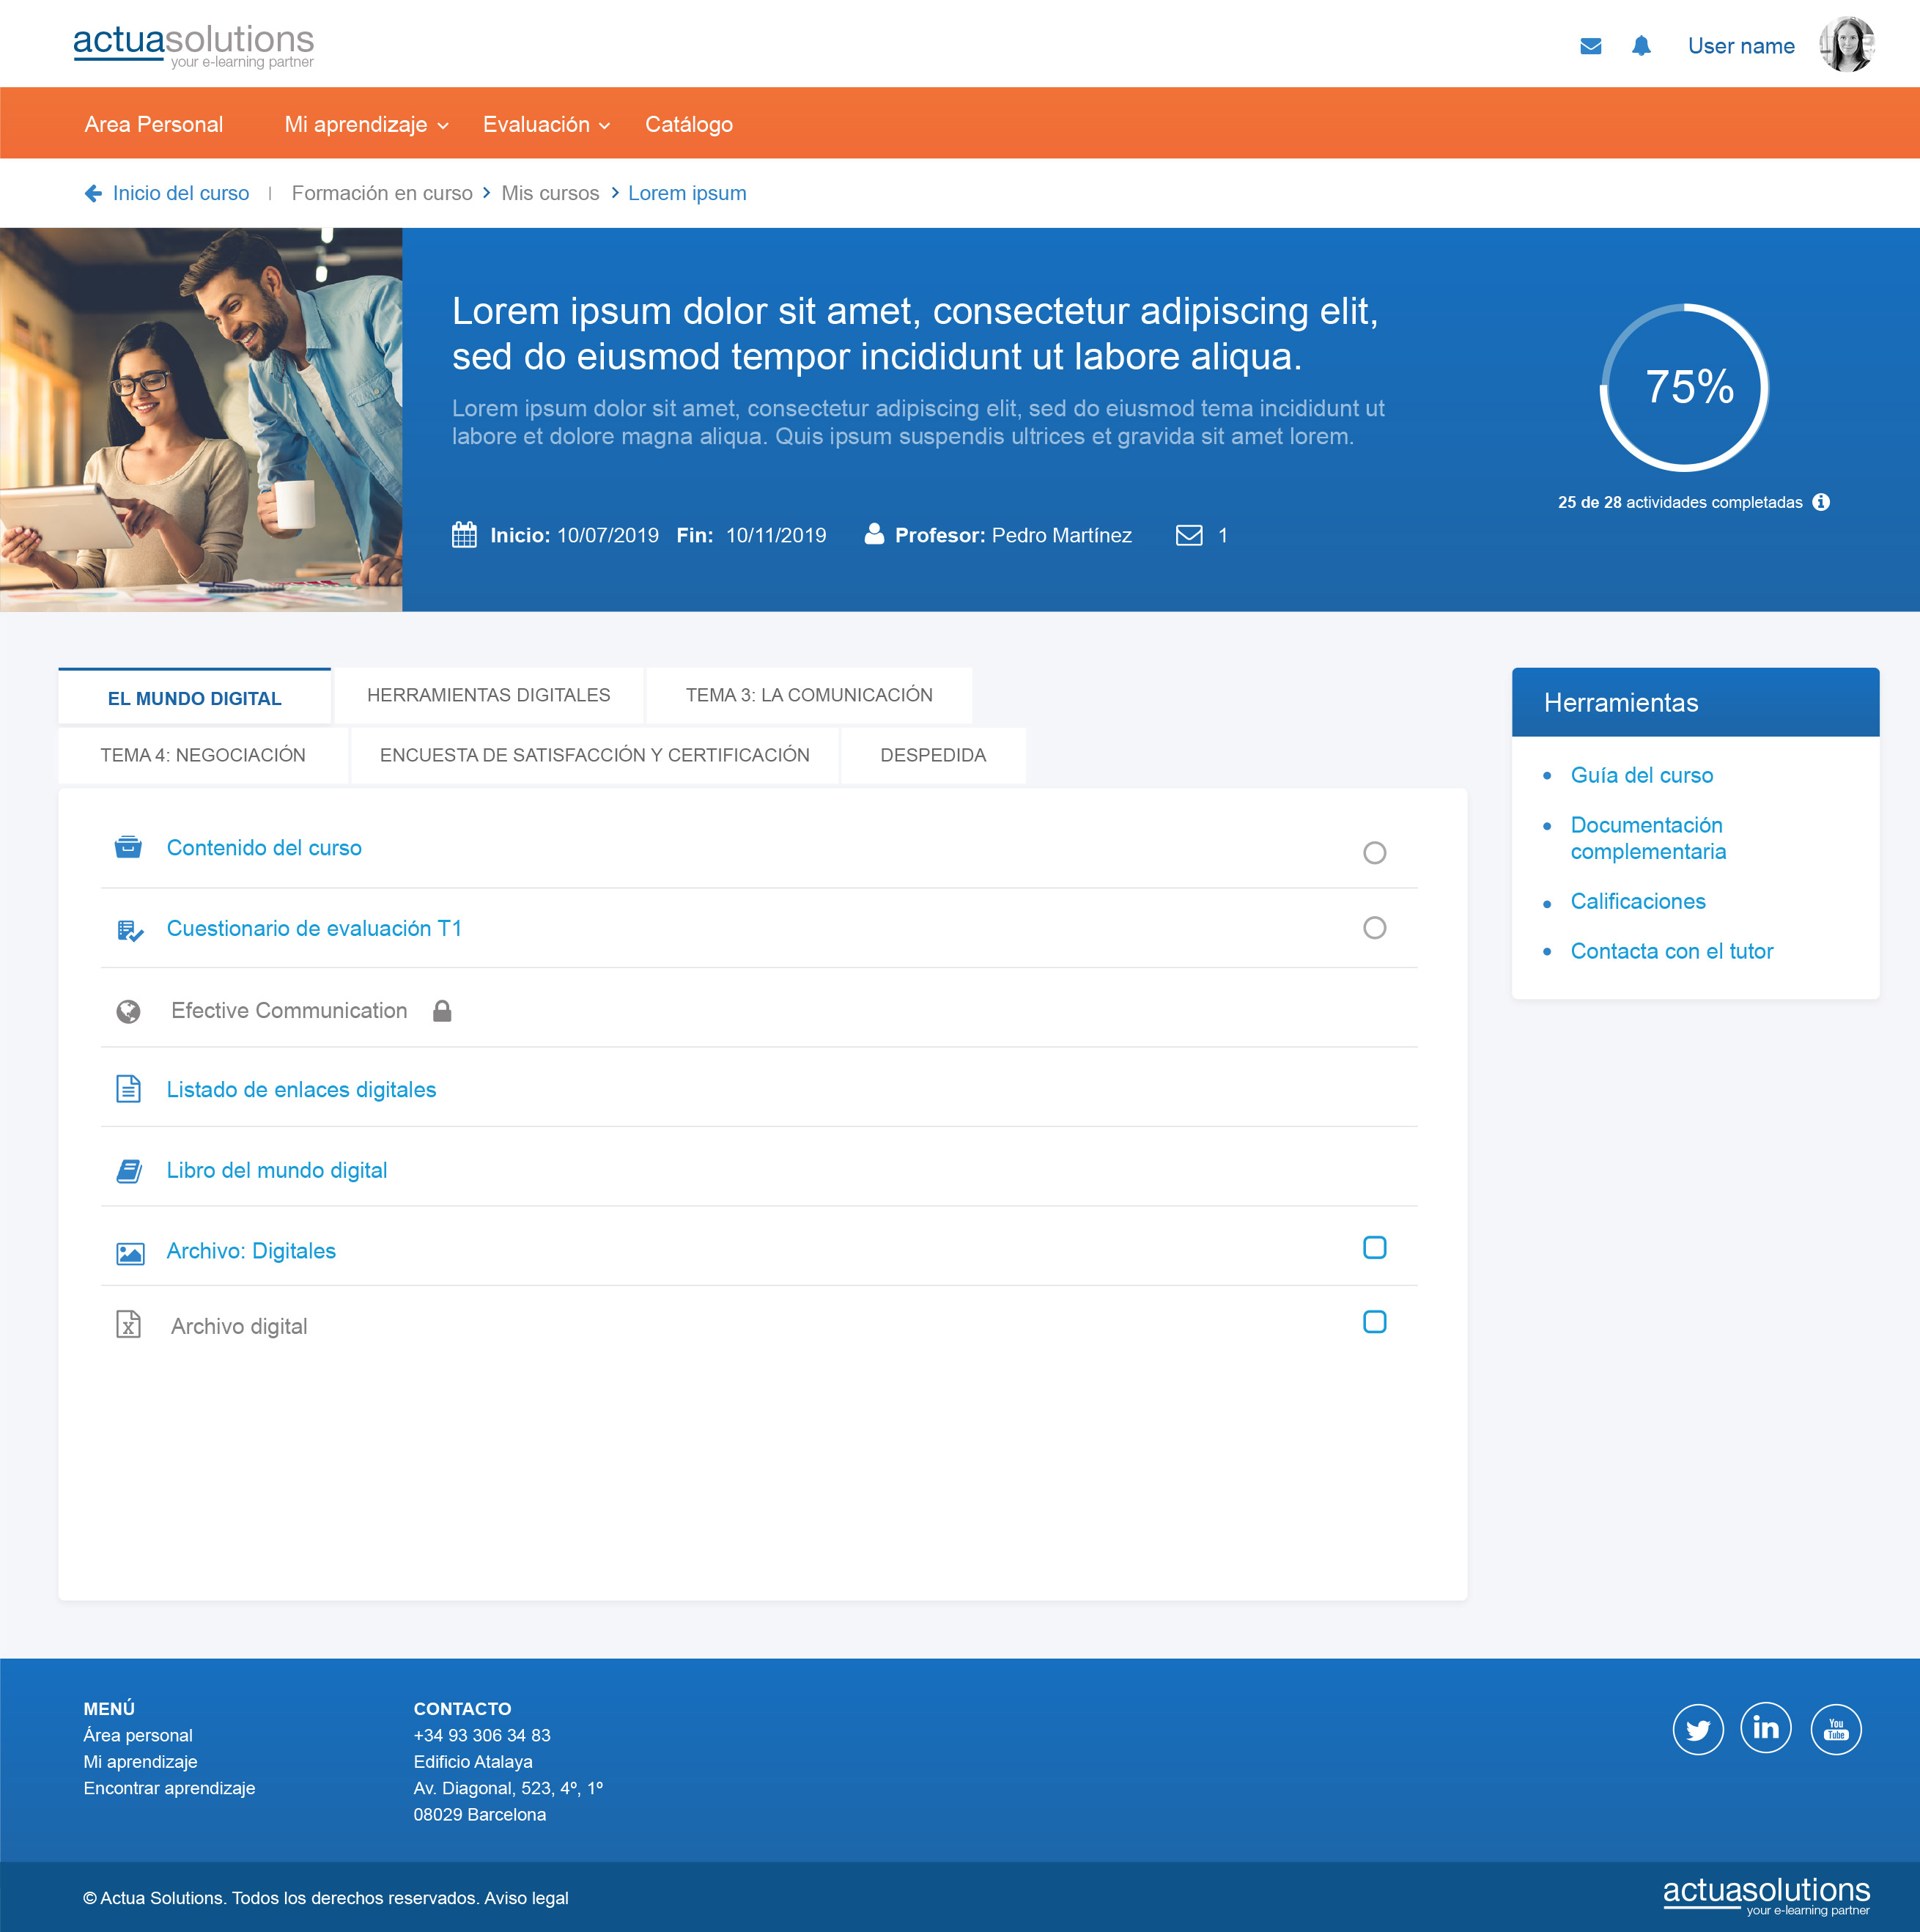 actuasolutions
your e-learning partner
User name
Area Personal Mi aprendizaje Evaluación Catálogo
Inicio del curso | Formación en curso > Mis cursos > Lorem ipsum
Lorem ipsum dolor sit amet, consectetur adipiscing elit,
sed do eiusmod tempor incididunt ut labore aliqua.
Lorem ipsum dolor sit amet, consectetur adipiscing elit, sed do eiusmod tema incididunt ut
labore et dolore magna aliqua. Quis ipsum suspendis ultrices et gravida sit amet lorem.
Inicio: 10/07/2019 Fin: 10/11/2019 Profesor: Pedro Martínez 1
75%
25 de 28 actividades completadas
EL MUNDO DIGITAL HERRAMIENTAS DIGITALES TEMA 3: LA COMUNICACIÓN
TEMA 4: NEGOCIACIÓN ENCUESTA DE SATISFACCIÓN Y CERTIFICACIÓN DESPEDIDA
Contenido del curso
Cuestionario de evaluación T1
Efective Communication
Listado de enlaces digitales
Libro del mundo digital
Archivo: Digitales
Archivo digital
Herramientas
Guía del curso
Documentación
complementaria
Calificaciones
Contacta con el tutor
MENÚ
Área personal
Mi aprendizaje
Encontrar aprendizaje
CONTACTO
+34 93 306 34 83
Edificio Atalaya
Av. Diagonal, 523, 4º, 1º
08029 Barcelona
in
You
Tube
© Actua Solutions. Todos los derechos reservados. Aviso legal
actuasolutions
your e-learning partner